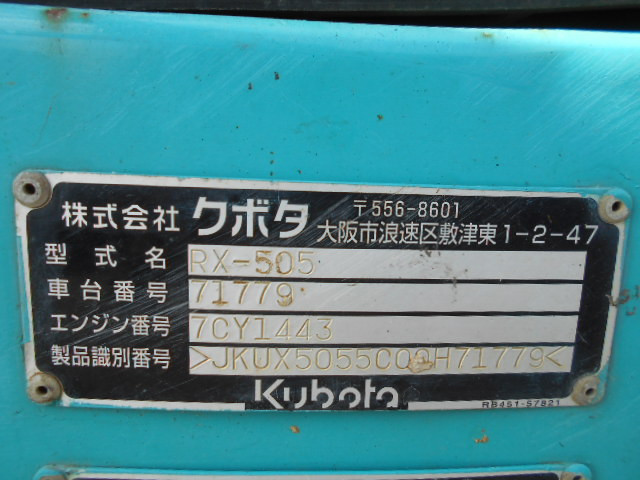 株式会社 クボタ 〒556-8601
大阪市浪速区敷津東1-2-47
型式名 RX-505
車台番号 71779
エンジン番号 7CY1443
製品識別番号 >JKUX5055CO0H71779<
Kubota
RB451-57821